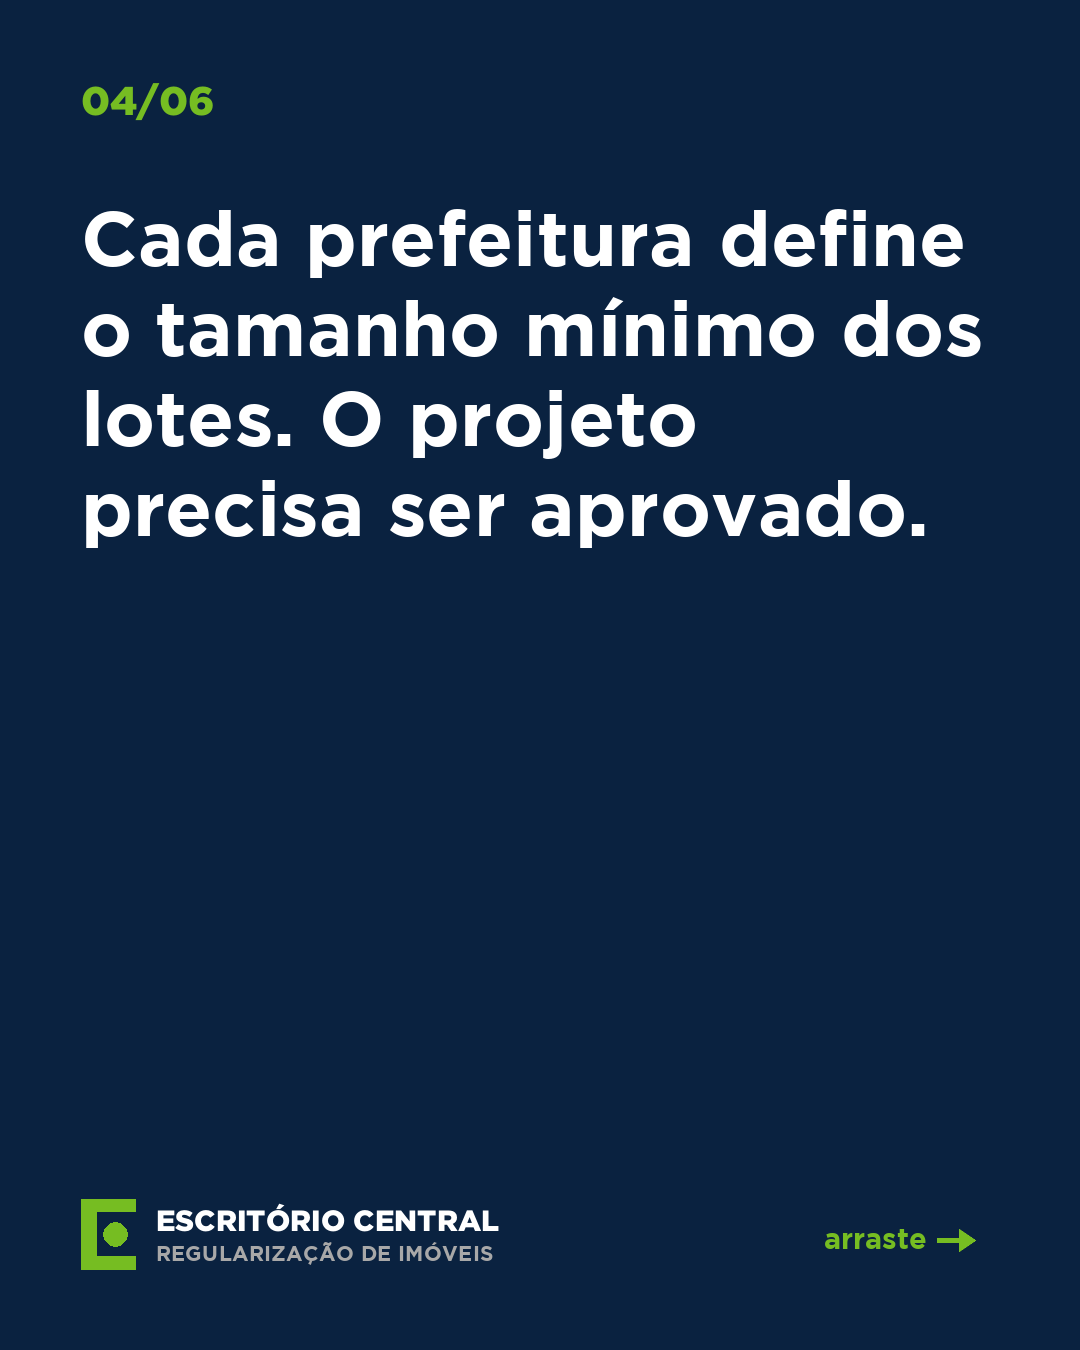 04/06
Cada prefeitura define
o tamanho mínimo dos
lotes. O projeto
precisa ser aprovado.
ESCRITÓRIO CENTRAL
REGULARIZAÇÃO DE IMÓVEIS
arraste